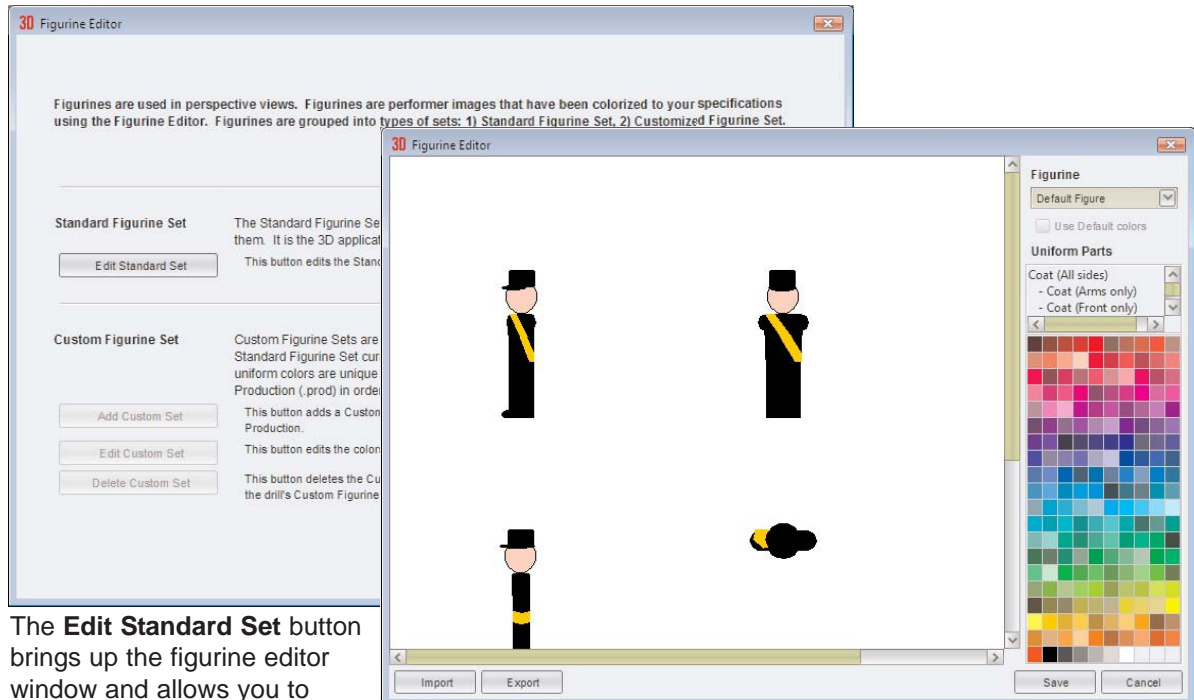 3D Figurine Editor
Figurines are used in perspective views.  Figurines are performer images that have been colorized to your specifications
using the Figurine Editor.  Figurines are grouped into types of sets: 1) Standard Figurine Set, 2) Customized Figurine Set.
Standard Figurine Set
The Standard Figurine Se
them.  It is the 3D applicat
Edit Standard Set
This button edits the Stand
Custom Figurine Set
Custom Figurine Sets are
Standard Figurine Set cur
uniform colors are unique
Production (.prod) in orde
Add Custom Set
This button adds a Custon
Production.
Edit Custom Set
This button edits the color
Delete Custom Set
This button deletes the Cu
the drill's Custom Figurine
3D Figurine Editor
Figurine
Default Figure
Use Default colors
Uniform Parts
Coat (All sides)
- Coat (Arms only)
- Coat (Front only)
Import
Export
Save
Cancel
The Edit Standard Set button
brings up the figurine editor
window and allows you to